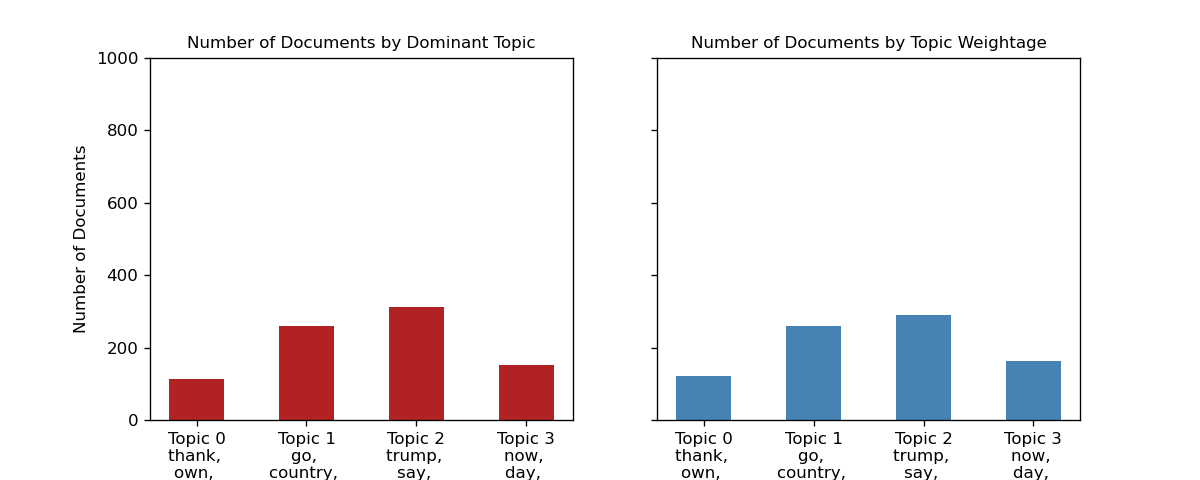 Number of Documents by Dominant Topic
Number of Documents by Topic Weightage
Number of Documents
1000
800
600
400
200
0
Topic 0
thank,
own,
Topic 1
go,
country,
Topic 2
trump,
say,
Topic 3
now,
day,
Topic 0
thank,
own,
Topic 1
go,
country,
Topic 2
trump,
say,
Topic 3
now,
day,